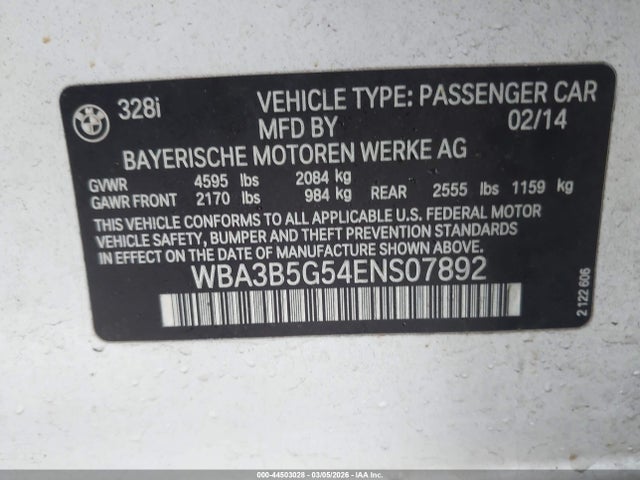 BMW
328i VEHICLE TYPE: PASSENGER CAR
MFD BY 02/14
BAYERISCHE MOTOREN WERKE AG
GVWR 4595 lbs 2084 kg
GAWR FRONT 2170 lbs 984 kg REAR 2555 lbs 1159 kg
THIS VEHICLE CONFORMS TO ALL APPLICABLE U.S. FEDERAL MOTOR
VEHICLE SAFETY, BUMPER AND THEFT PREVENTION STANDARDS
IN EFFECT ON THE DATE OF MANUFACTURE SHOWN ABOVE.
WBA3B5G54ENS07892
2 122 606
000-44503028 - 03/05/2026 - IAA, Inc.